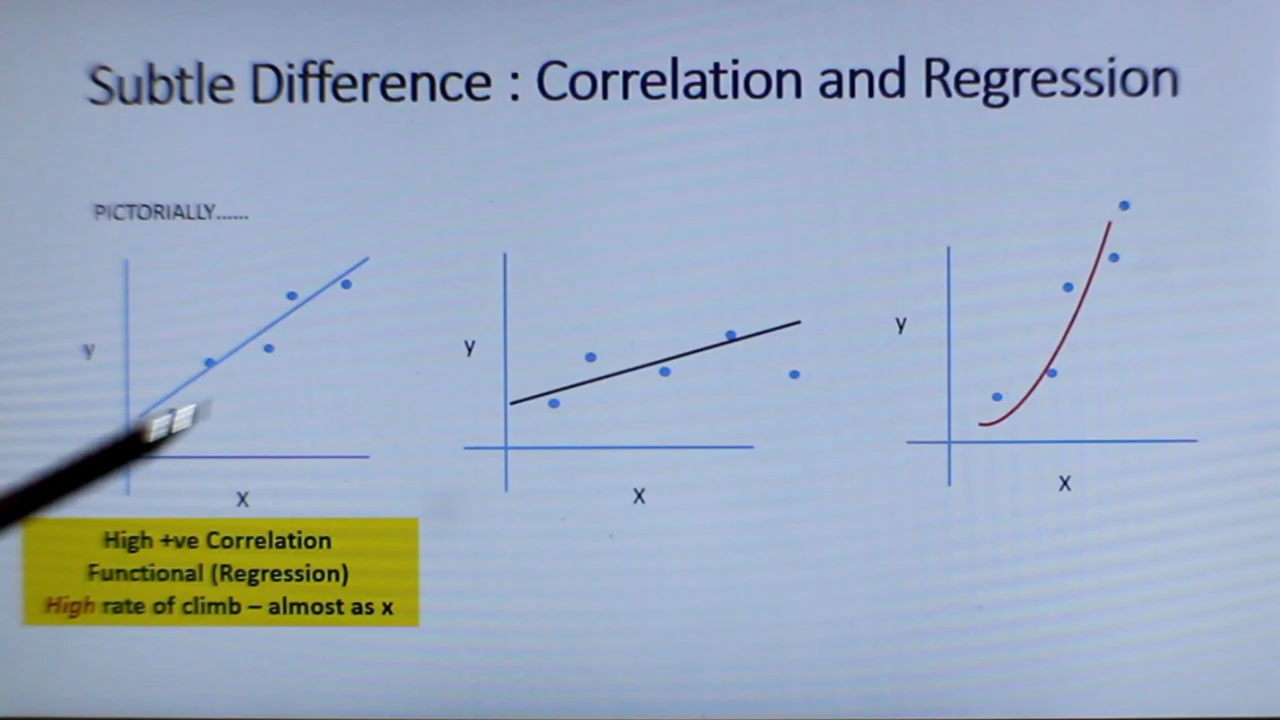 Subtle Difference : Correlation and Regression
PICTORIALLY......
y
X
y
X
y
X
High +ve Correlation
Functional (Regression)
High rate of climb – almost as x